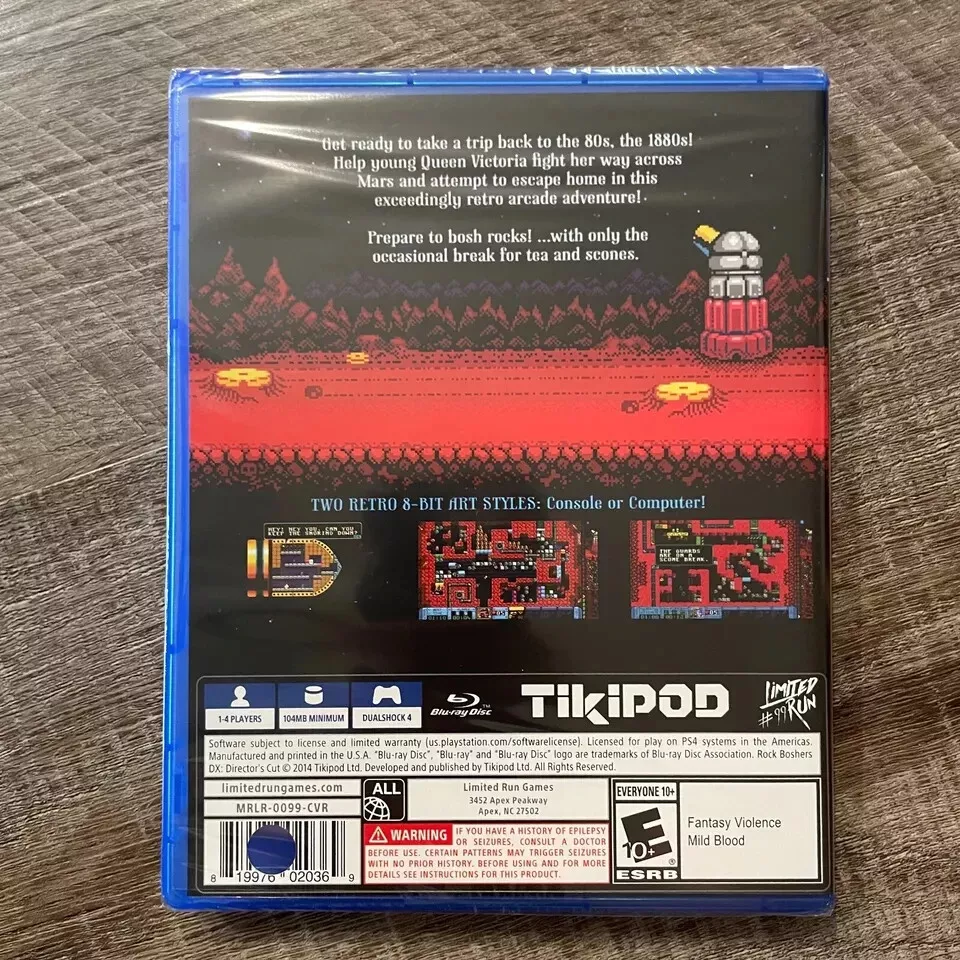 Get ready to take a trip back to the 80s, the 1880s!
Help young Queen Victoria fight her way across
Mars and attempt to escape home in this
exceedingly retro arcade adventure!
Prepare to bosh rocks! ...with only the
occasional break for tea and scones.
TWO RETRO 8-BIT ART STYLES: Console or Computer!
HEY! HEY YOU, CAN YOU
KEEP THE SMOKING DOWN?
THE GUARDS
ARE ON A
SCONE BREAK.
1-4 PLAYERS
104MB MINIMUM
DUALSHOCK 4
Blu-ray Disc™
TIKIPOD
LIMITED
RUN
#99
Software subject to license and limited warranty (us.playstation.com/softwarelicense). Licensed for play on PS4 systems in the Americas.
Manufactured and printed in the U.S.A. "Blu-ray Disc", "Blu-ray" and "Blu-ray Disc" logo are trademarks of Blu-ray Disc Association. Rock Boshers
DX: Director's Cut © 2014 Tikipod Ltd. Developed and published by Tikipod Ltd. All Rights Reserved.
limitedrungames.com
MRLR-0099-CVR
8 19976 02036 9
ALL
Limited Run Games
3452 Apex Peakway
Apex, NC 27502
WARNING IF YOU HAVE A HISTORY OF EPILEPSY
OR SEIZURES, CONSULT A DOCTOR
BEFORE USE. CERTAIN PATTERNS MAY TRIGGER SEIZURES
WITH NO PRIOR HISTORY. BEFORE USING AND FOR MORE
DETAILS SEE INSTRUCTIONS FOR THIS PRODUCT.
EVERYONE 10+
E
10+
®
ESRB
Fantasy Violence
Mild Blood